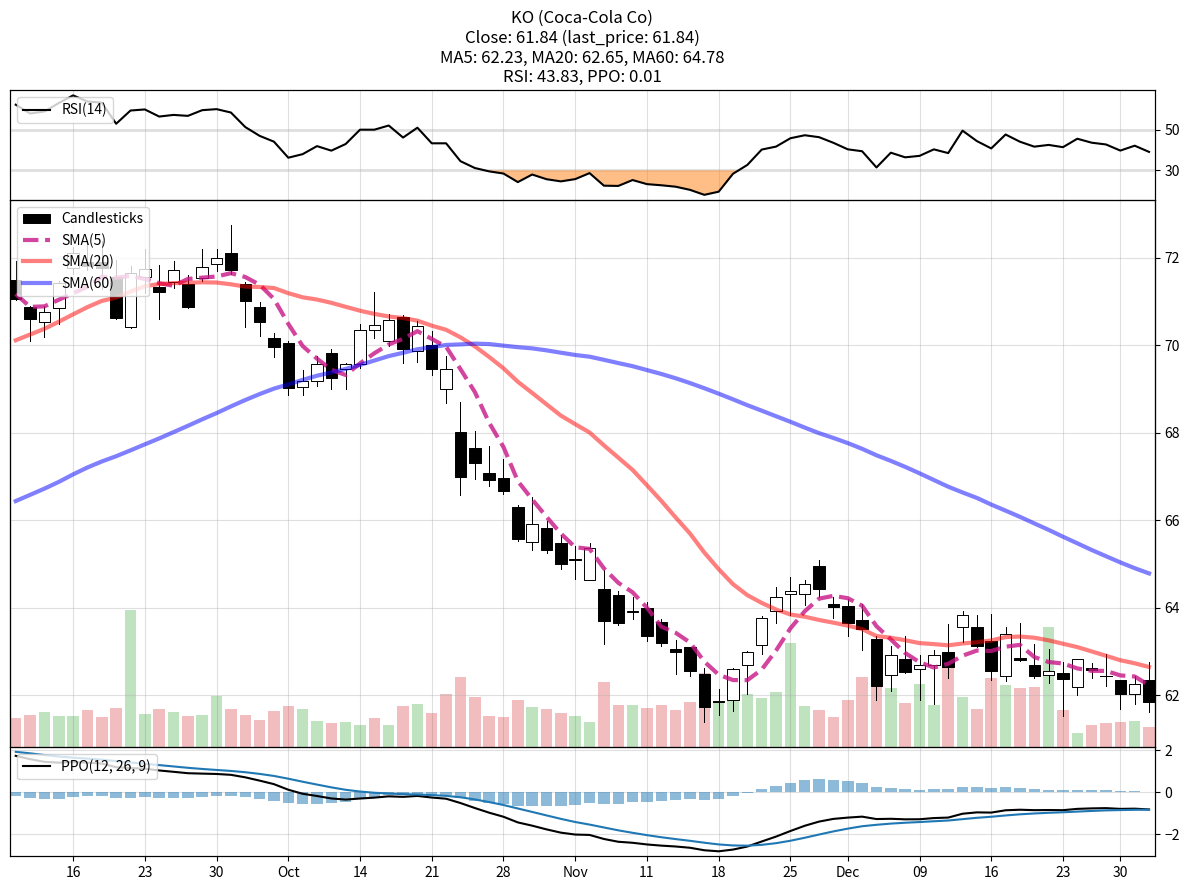 KO (Coca-Cola Co)
Close: 61.84 (last_price: 61.84)
MA5: 62.23, MA20: 62.65, MA60: 64.78
RSI: 43.83, PPO: 0.01
RSI(14)
50
30
Candlesticks
SMA(5)
SMA(20)
SMA(60)
72
70
68
66
64
62
PPO(12, 26, 9)
2
0
−2
16 23 30 Oct 14 21 28 Nov 11 18 25 Dec 09 16 23 30